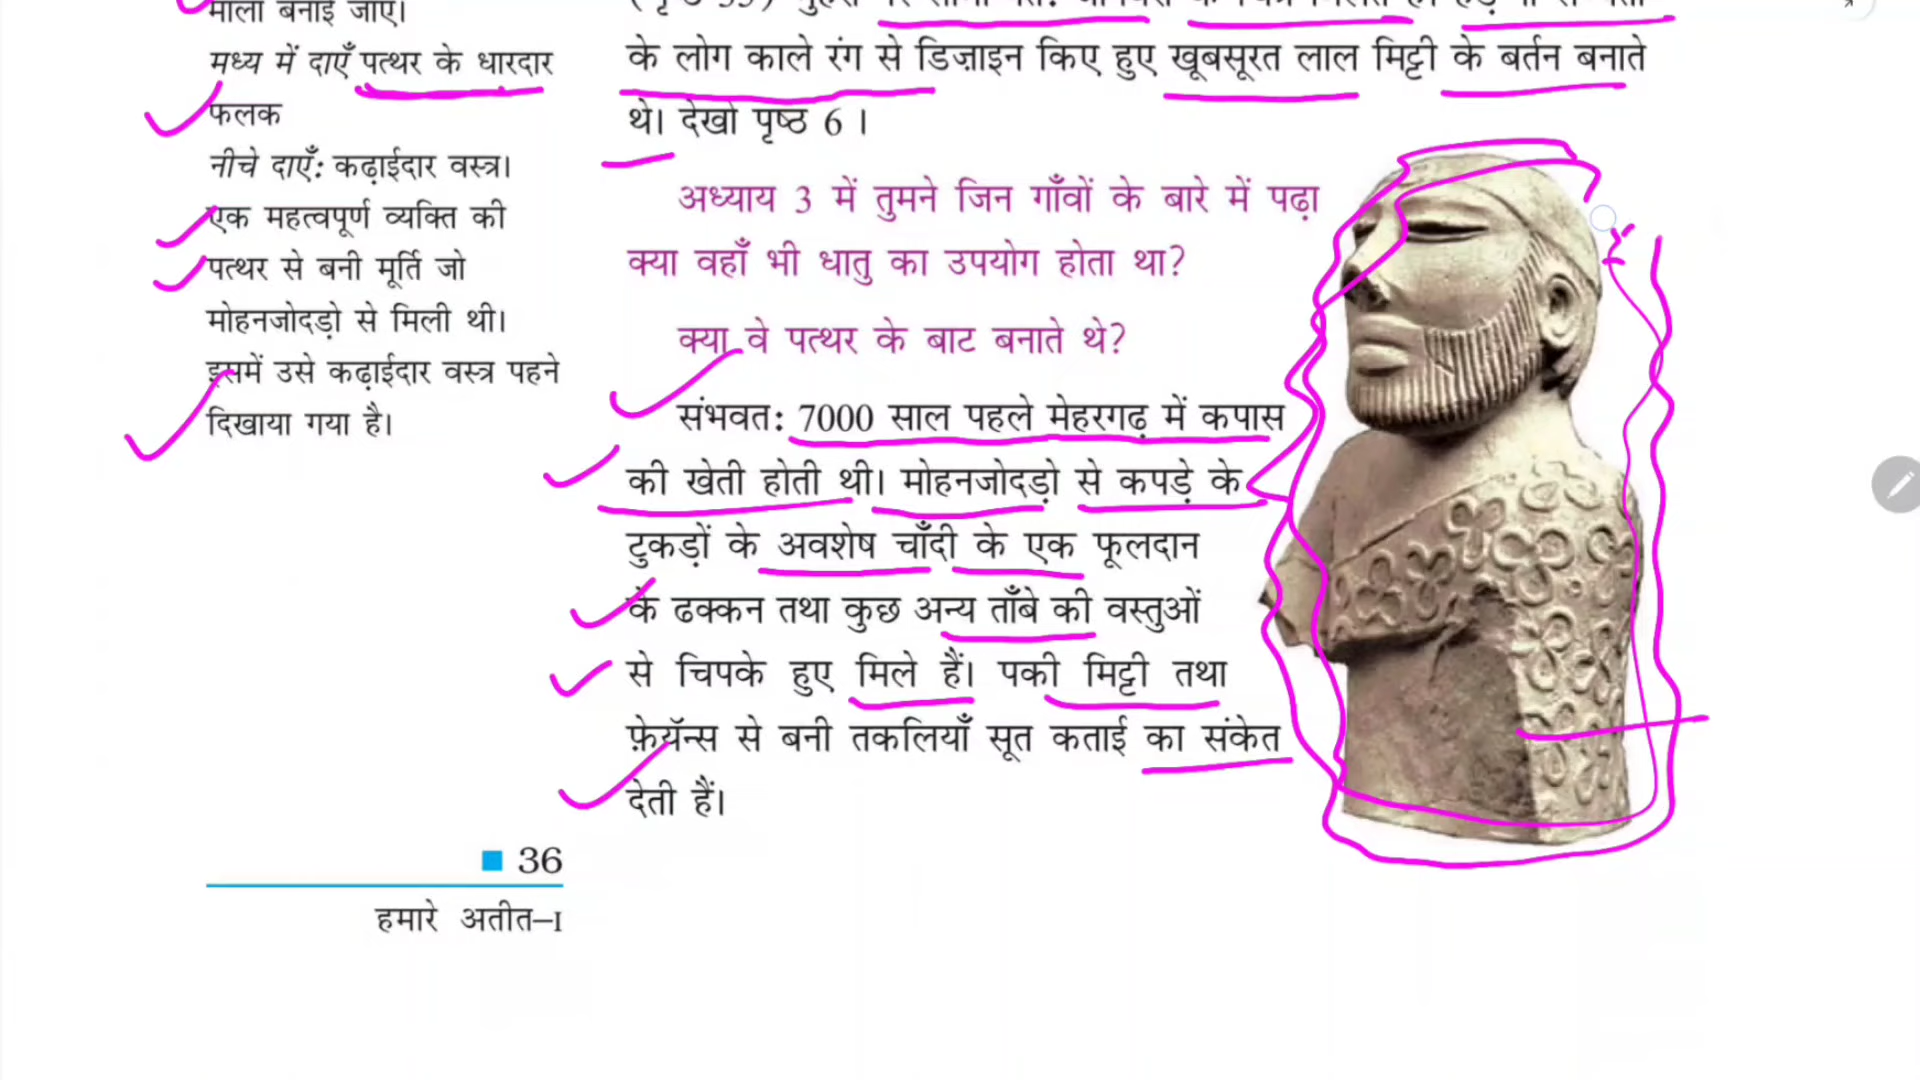 माला बनाई जाए।
मध्य में दाएँ पत्थर के धारदार
फलक
नीचे दाएँ: कढ़ाईदार वस्त्र।
एक महत्वपूर्ण व्यक्ति की
पत्थर से बनी मूर्ति जो
मोहनजोदड़ो से मिली थी।
इसमें उसे कढ़ाईदार वस्त्र पहने
दिखाया गया है।
के लोग काले रंग से डिज़ाइन किए हुए खूबसूरत लाल मिट्टी के बर्तन बनाते
थे। देखो पृष्ठ 6 ।
अध्याय 3 में तुमने जिन गाँवों के बारे में पढ़ा
क्या वहाँ भी धातु का उपयोग होता था?
क्या वे पत्थर के बाट बनाते थे?
संभवत: 7000 साल पहले मेहरगढ़ में कपास
की खेती होती थी। मोहनजोदड़ो से कपड़े के
टुकड़ों के अवशेष चाँदी के एक फूलदान
के ढक्कन तथा कुछ अन्य ताँबे की वस्तुओं
से चिपके हुए मिले हैं। पकी मिट्टी तथा
फ़ेयॅन्स से बनी तकलियाँ सूत कताई का संकेत
देती हैं।
36
हमारे अतीत–I